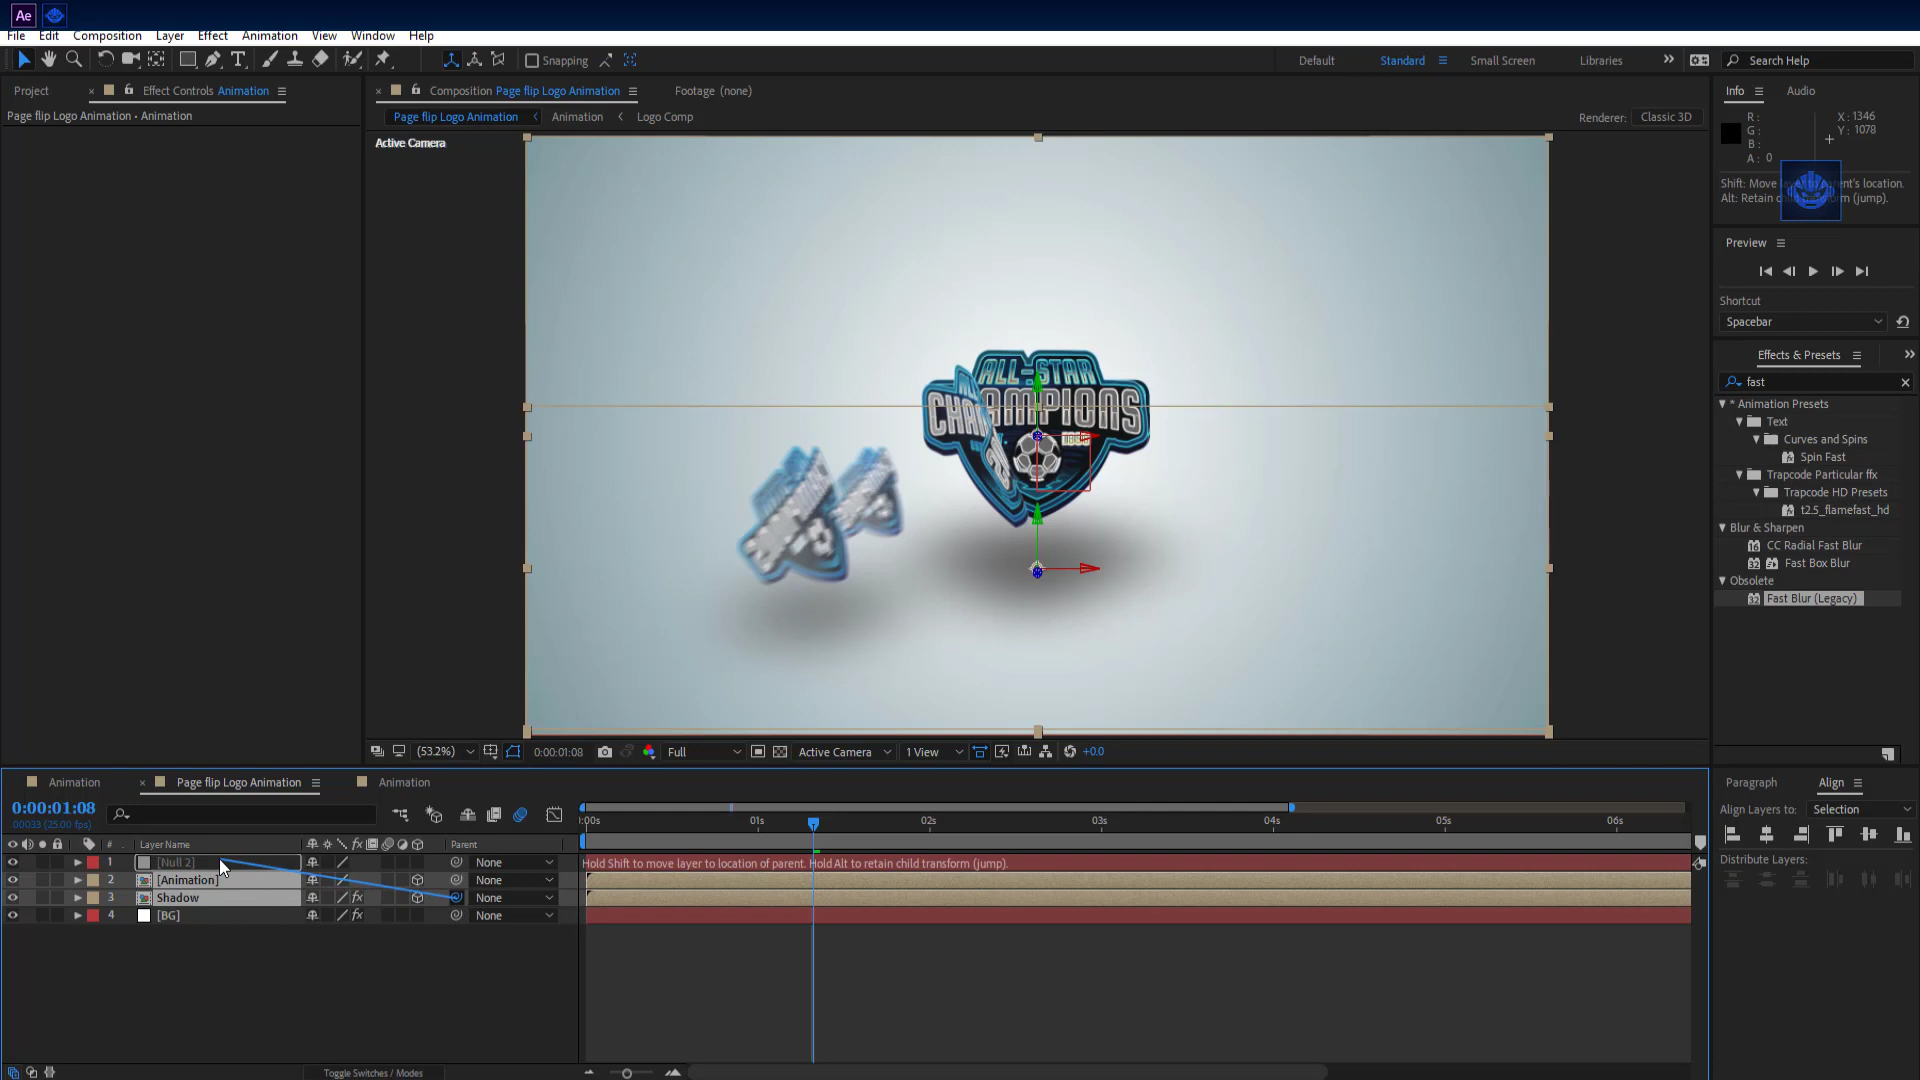 Ae
File Edit Composition Layer Effect Animation View Window Help
Snapping
Default Standard Small Screen Libraries Search Help
Project Effect Controls Animation
Page flip Logo Animation • Animation
Composition Page flip Logo Animation Footage (none)
Page flip Logo Animation Animation Logo Comp
Renderer: Classic 3D
Active Camera
Info Audio
R :
G :
B :
A : 0
X : 1346
Y : 1078
Alt: Retain
(jump).
Preview
Shortcut
Spacebar
Effects & Presets
fast
* Animation Presets
Text
Curves and Spins
Spin Fast
Trapcode Particular ffx
Trapcode HD Presets
t2.5_flamefast_hd
Blur & Sharpen
CC Radial Fast Blur
Fast Box Blur
Obsolete
Fast Blur (Legacy)
ALL-STAR
CHAMPIONS
(53.2%) 0:00:01:08 Full Active Camera 1 View +0.0
Animation Page flip Logo Animation Animation
0:00:01:08
00033 (25.00 fps)
:00s 01s 02s 03s 04s 05s 06s
# Layer Name fx Parent
1 [Null 2] None Hold Shift to move layer to location of parent. Hold Alt to retain child transform (jump).
2 [Animation] None
3 Shadow fx None
4 [BG] fx None
Toggle Switches / Modes
Paragraph Align
Align Layers to: Selection
Distribute Layers: